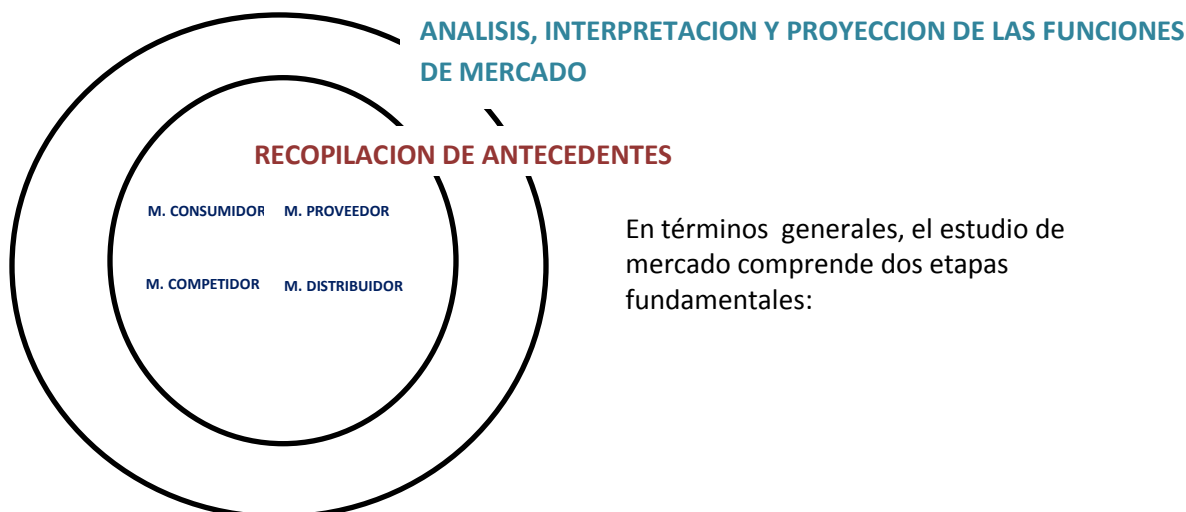 ANALISIS, INTERPRETACION Y PROYECCION DE LAS FUNCIONES
DE MERCADO
RECOPILACION DE ANTECEDENTES
M. CONSUMIDOR M. PROVEEDOR
M. COMPETIDOR M. DISTRIBUIDOR
En términos generales, el estudio de
mercado comprende dos etapas
fundamentales: